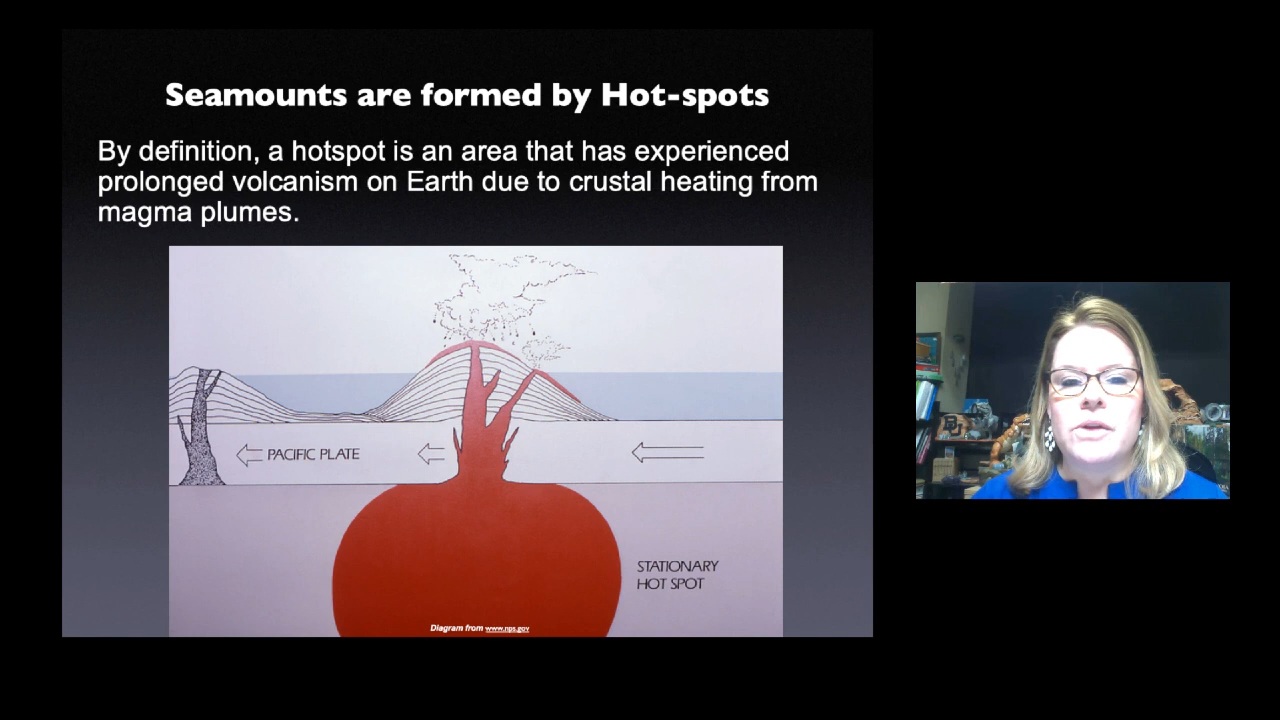 Seamounts are formed by Hot-spots
By definition, a hotspot is an area that has experienced
prolonged volcanism on Earth due to crustal heating from
magma plumes.
PACIFIC PLATE
STATIONARY
HOT SPOT
Diagram from www.nps.gov